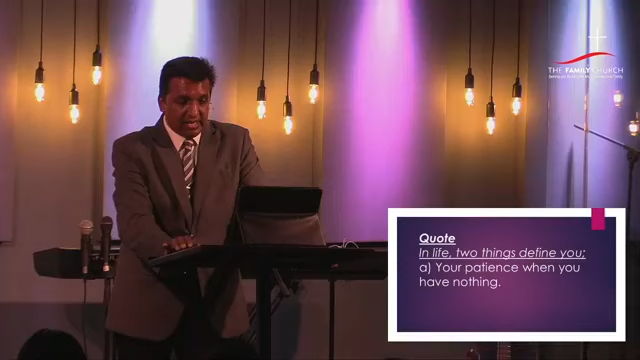 THE FAMILY CHURCH
Quote
In life, two things define you;
a) Your patience when you
have nothing.